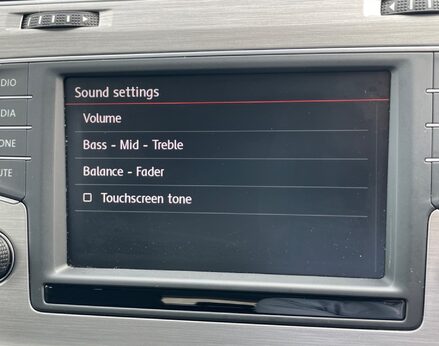 Sound settings
Volume
Bass - Mid - Treble
Balance - Fader
Touchscreen tone